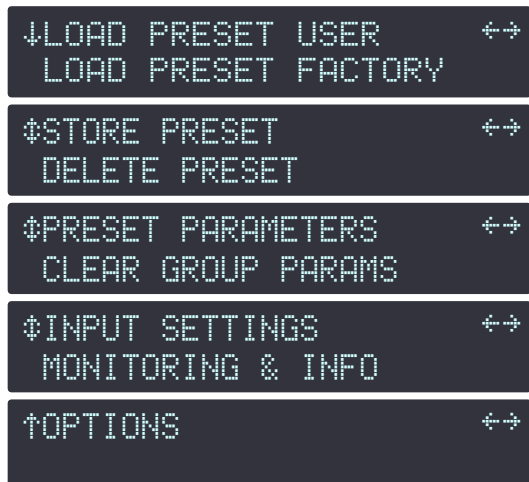 ↓LOAD PRESET USER ←→
LOAD PRESET FACTORY
↕STORE PRESET ←→
DELETE PRESET
↕PRESET PARAMETERS ←→
CLEAR GROUP PARAMS
↕INPUT SETTINGS ←→
MONITORING & INFO
↑OPTIONS ←→